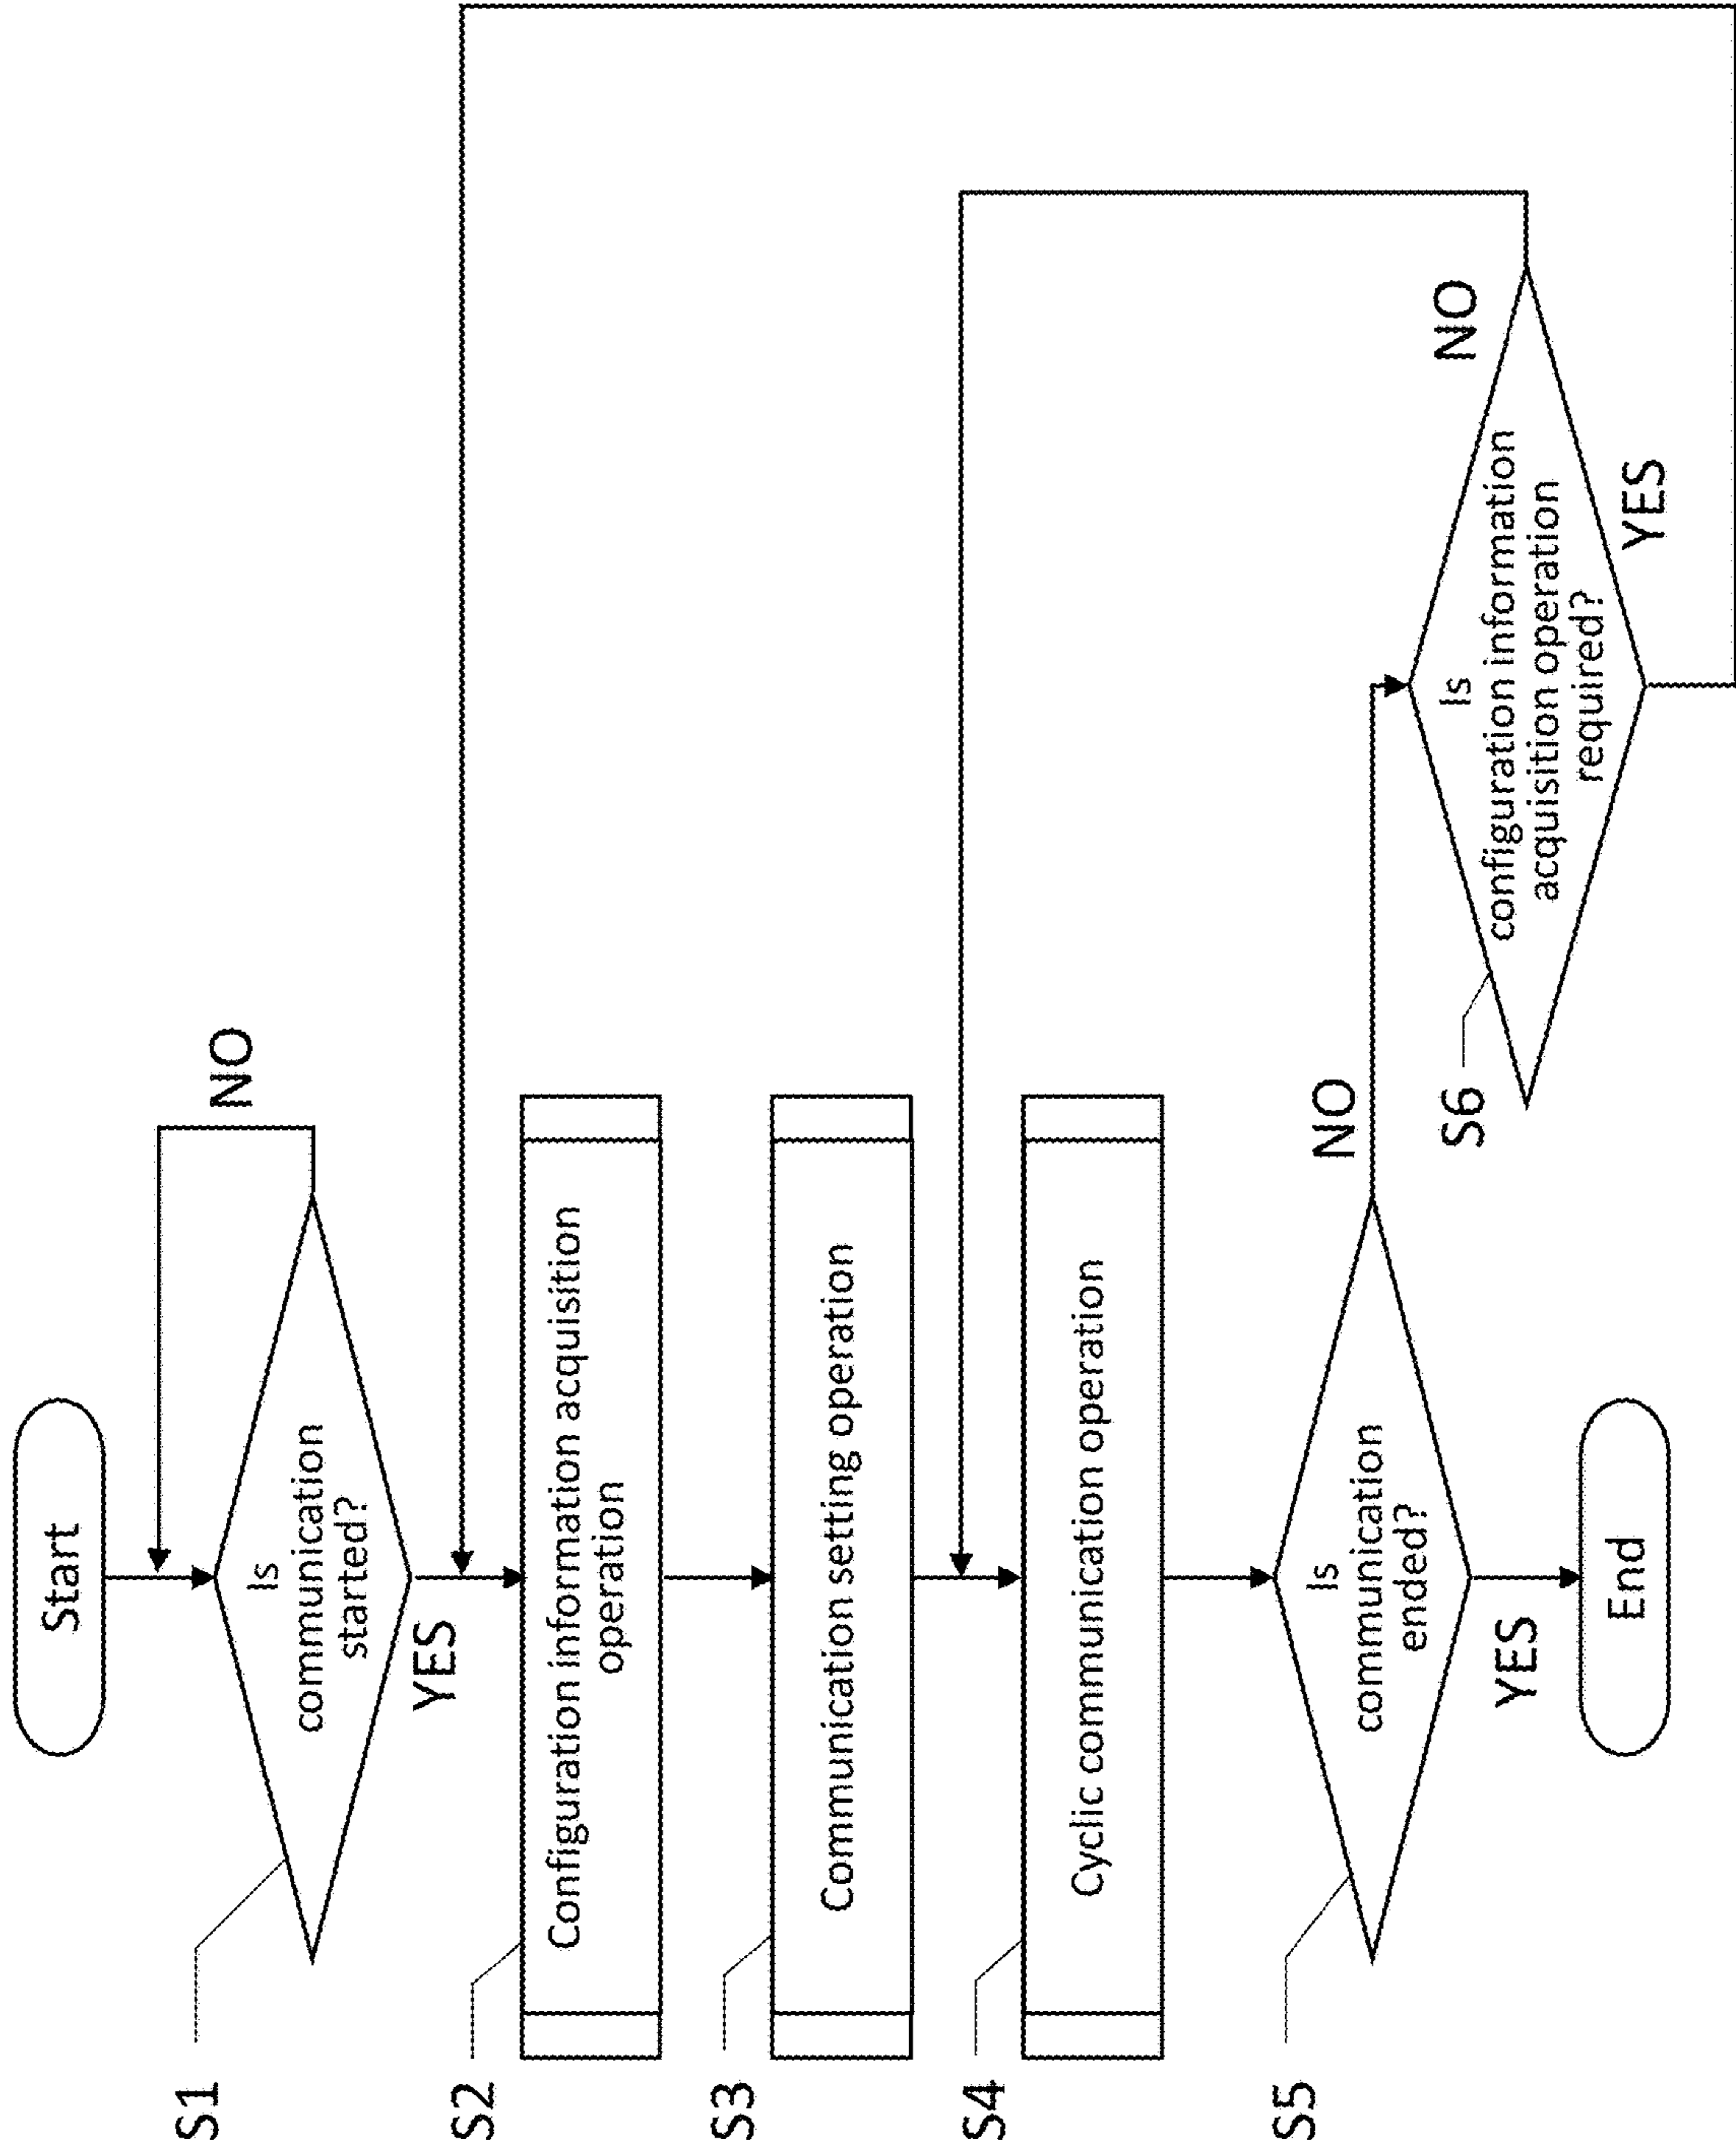 Start
S1
Is
communication
started?
NO
YES
S2
Configuration information acquisition
operation
S3
Communication setting operation
S4
Cyclic communication operation
S5
Is
communication
ended?
NO
YES
S6
Is
configuration information
acquisition operation
required?
NO
YES
End